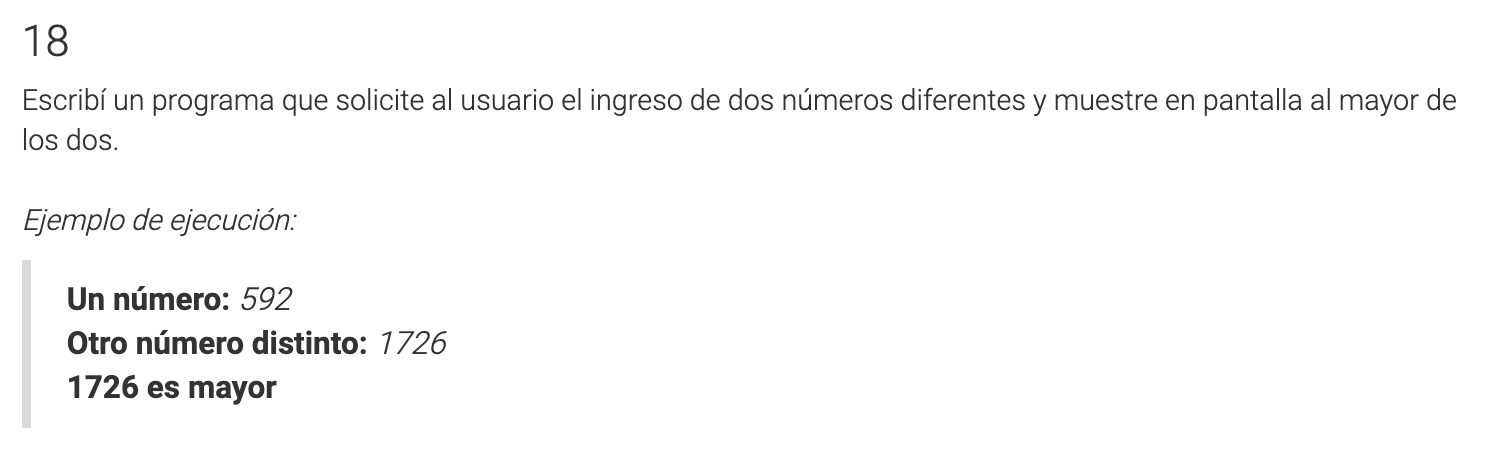 18
Escribí un programa que solicite al usuario el ingreso de dos números diferentes y muestre en pantalla al mayor de
los dos.
Ejemplo de ejecución:
Un número: 592
Otro número distinto: 1726
1726 es mayor